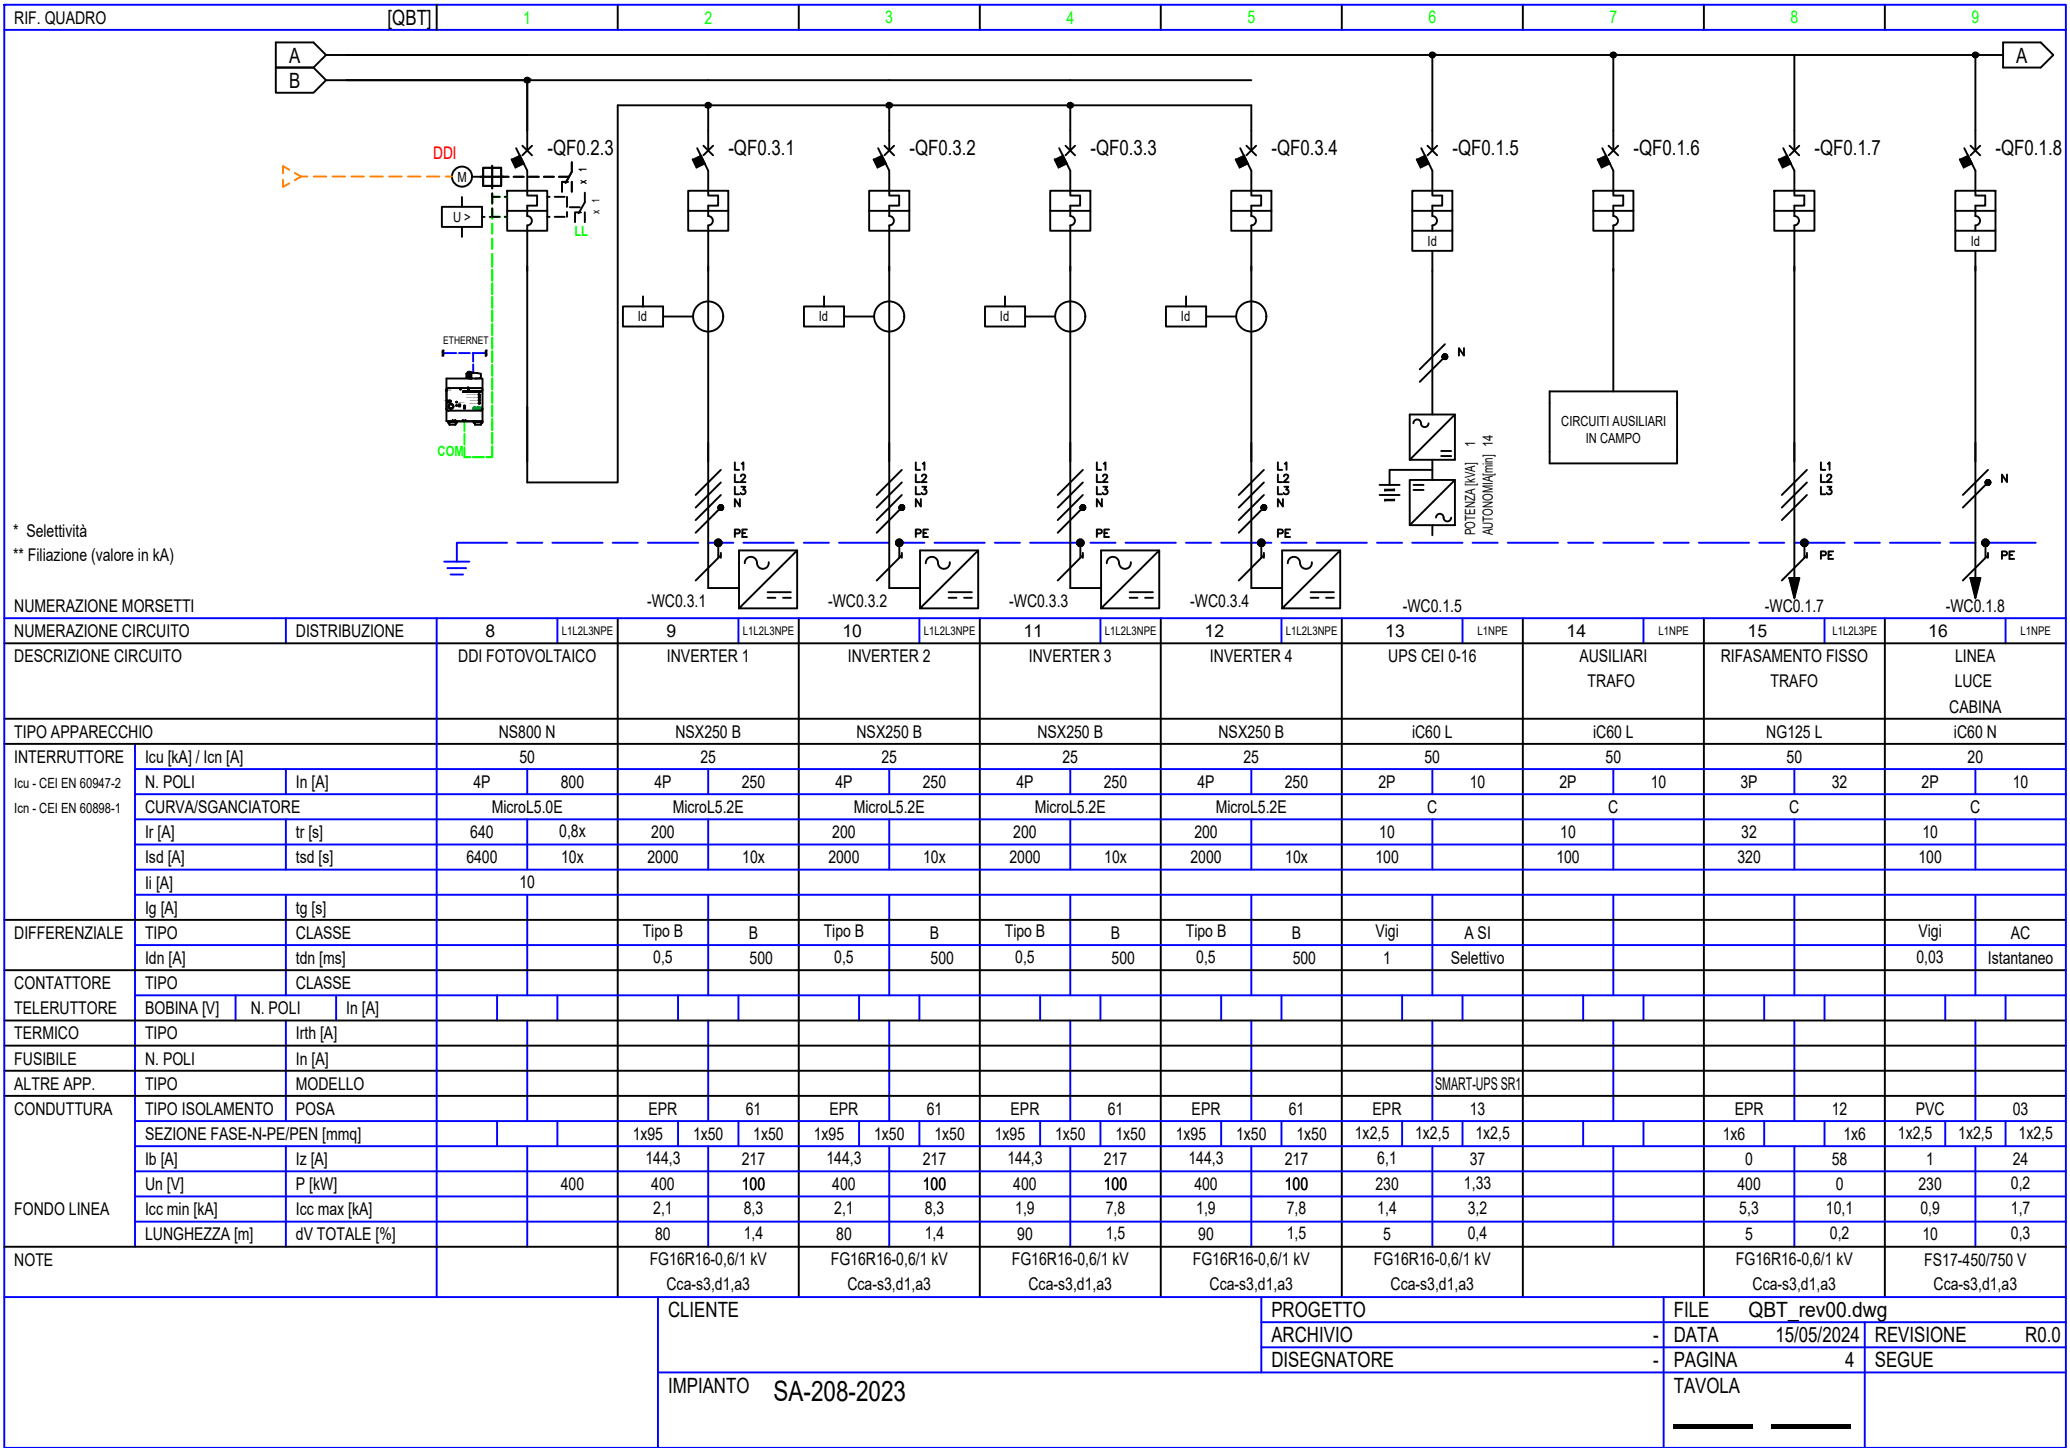 RIF. QUADRO [QBT] 1 2 3 4 5 6 7 8 9
A A
B
-QF0.2.3 -QF0.3.1 -QF0.3.2 -QF0.3.3 -QF0.3.4 -QF0.1.5 -QF0.1.6 -QF0.1.7 -QF0.1.8
DDI
M
x 1
U >
x 1
LL
Id Id
Id Id Id Id
ETHERNET
COM
N
CIRCUITI AUSILIARI
IN CAMPO
POTENZA [kVA] 1
AUTONOMIA[min] 14
L1 L1 L1 L1 L1
L2 L2 L2 L2 L2
L3 L3 L3 L3 L3
N N N N N
PE PE PE PE PE PE
* Selettività
** Filiazione (valore in kA)
-WC0.3.1 -WC0.3.2 -WC0.3.3 -WC0.3.4 -WC0.1.5 -WC0.1.7 -WC0.1.8
NUMERAZIONE MORSETTI
NUMERAZIONE CIRCUITO DISTRIBUZIONE 8 L1L2L3NPE 9 L1L2L3NPE 10 L1L2L3NPE 11 L1L2L3NPE 12 L1L2L3NPE 13 L1NPE 14 L1NPE 15 L1L2L3PE 16 L1NPE
DESCRIZIONE CIRCUITO DDI FOTOVOLTAICO INVERTER 1 INVERTER 2 INVERTER 3 INVERTER 4 UPS CEI 0-16 AUSILIARI RIFASAMENTO FISSO LINEA
TRAFO TRAFO LUCE
CABINA
TIPO APPARECCHIO NS800 N NSX250 B NSX250 B NSX250 B NSX250 B iC60 L iC60 L NG125 L iC60 N
INTERRUTTORE Icu [kA] / Icn [A] 50 25 25 25 25 50 50 50 20
Icu - CEI EN 60947-2 N. POLI In [A] 4P 800 4P 250 4P 250 4P 250 4P 250 2P 10 2P 10 3P 32 2P 10
Icn - CEI EN 60898-1 CURVA/SGANCIATORE MicroL5.0E MicroL5.2E MicroL5.2E MicroL5.2E MicroL5.2E C C C C
Ir [A] tr [s] 640 0,8x 200 200 200 200 10 10 32 10
Isd [A] tsd [s] 6400 10x 2000 10x 2000 10x 2000 10x 2000 10x 100 100 320 100
Ii [A] 10
Ig [A] tg [s]
DIFFERENZIALE TIPO CLASSE Tipo B B Tipo B B Tipo B B Tipo B B Vigi A SI Vigi AC
Idn [A] tdn [ms] 0,5 500 0,5 500 0,5 500 0,5 500 1 Selettivo 0,03 Istantaneo
CONTATTORE TIPO CLASSE
TELERUTTORE BOBINA [V] N. POLI In [A]
TERMICO TIPO Irth [A]
FUSIBILE N. POLI In [A]
ALTRE APP. TIPO MODELLO SMART-UPS SR1
CONDUTTURA TIPO ISOLAMENTO POSA EPR 61 EPR 61 EPR 61 EPR 61 EPR 13 EPR 12 PVC 03
SEZIONE FASE-N-PE/PEN [mmq] 1x95 1x50 1x50 1x95 1x50 1x50 1x95 1x50 1x50 1x95 1x50 1x50 1x2,5 1x2,5 1x2,5 1x6 1x6 1x2,5 1x2,5 1x2,5
Ib [A] Iz [A] 144,3 217 144,3 217 144,3 217 144,3 217 6,1 37 0 58 1 24
Un [V] P [kW] 400 400 100 400 100 400 100 400 100 230 1,33 400 0 230 0,2
FONDO LINEA Icc min [kA] Icc max [kA] 2,1 8,3 2,1 8,3 1,9 7,8 1,9 7,8 1,4 3,2 5,3 10,1 0,9 1,7
LUNGHEZZA [m] dV TOTALE [%] 80 1,4 80 1,4 90 1,5 90 1,5 5 0,4 5 0,2 10 0,3
NOTE FG16R16-0,6/1 kV FG16R16-0,6/1 kV FG16R16-0,6/1 kV FG16R16-0,6/1 kV FG16R16-0,6/1 kV FG16R16-0,6/1 kV FS17-450/750 V
Cca-s3,d1,a3 Cca-s3,d1,a3 Cca-s3,d1,a3 Cca-s3,d1,a3 Cca-s3,d1,a3 Cca-s3,d1,a3 Cca-s3,d1,a3
CLIENTE PROGETTO FILE QBT_rev00.dwg
ARCHIVIO - DATA 15/05/2024 REVISIONE R0.0
DISEGNATORE - PAGINA 4 SEGUE
IMPIANTO SA-208-2023 TAVOLA